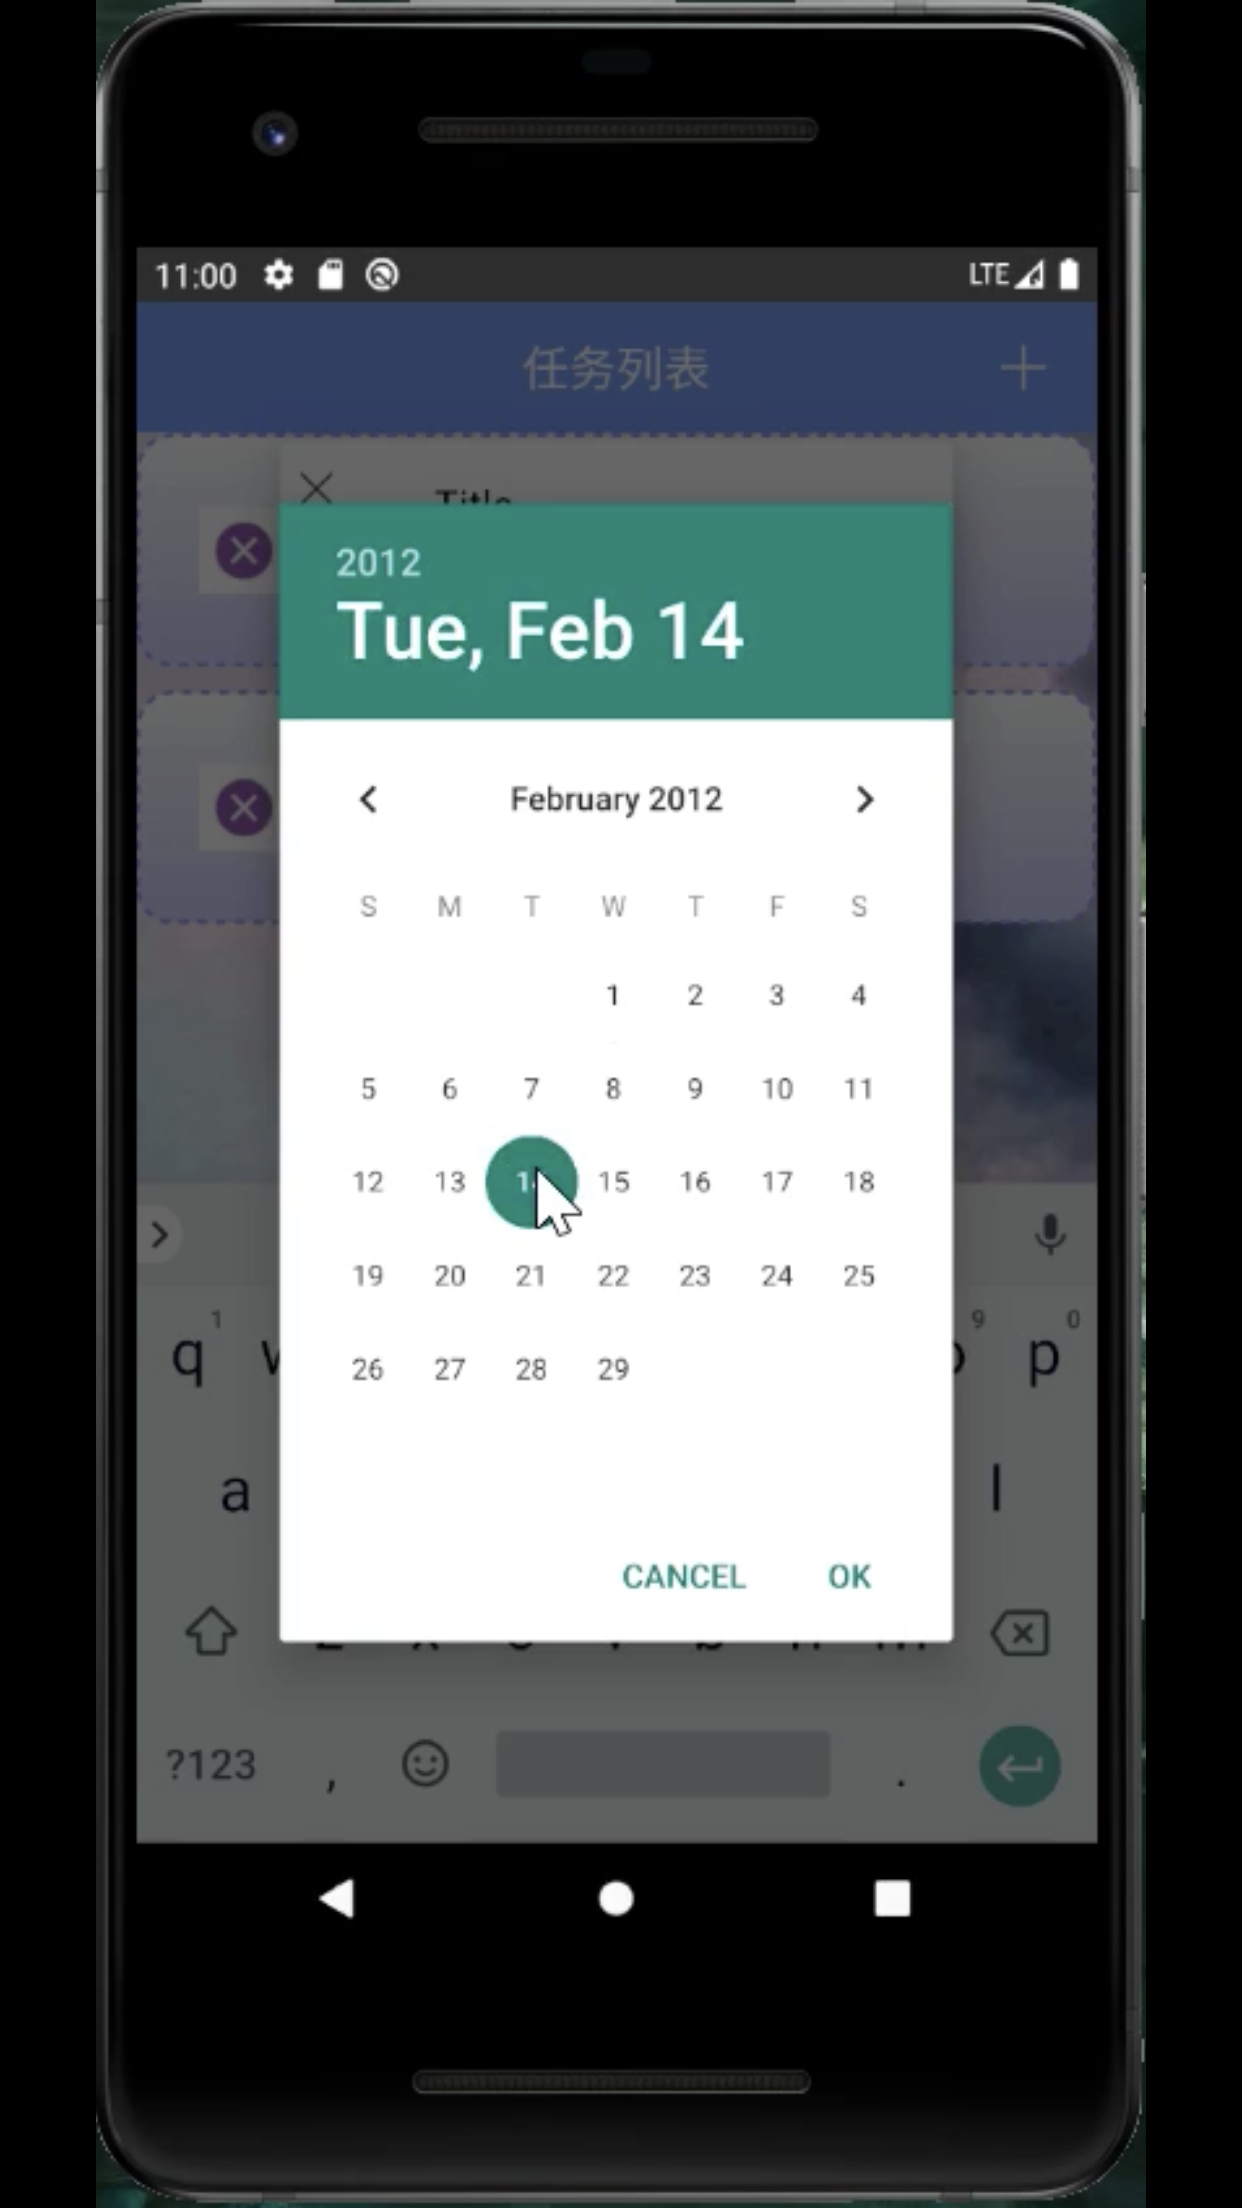 11:00 LTE
任务列表
Title
2012
Tue, Feb 14
February 2012
S M T W T F S
1 2 3 4
5 6 7 8 9 10 11
12 13 14 15 16 17 18
19 20 21 22 23 24 25
26 27 28 29
1 9 0
q p
a l
CANCEL OK
?123 , .